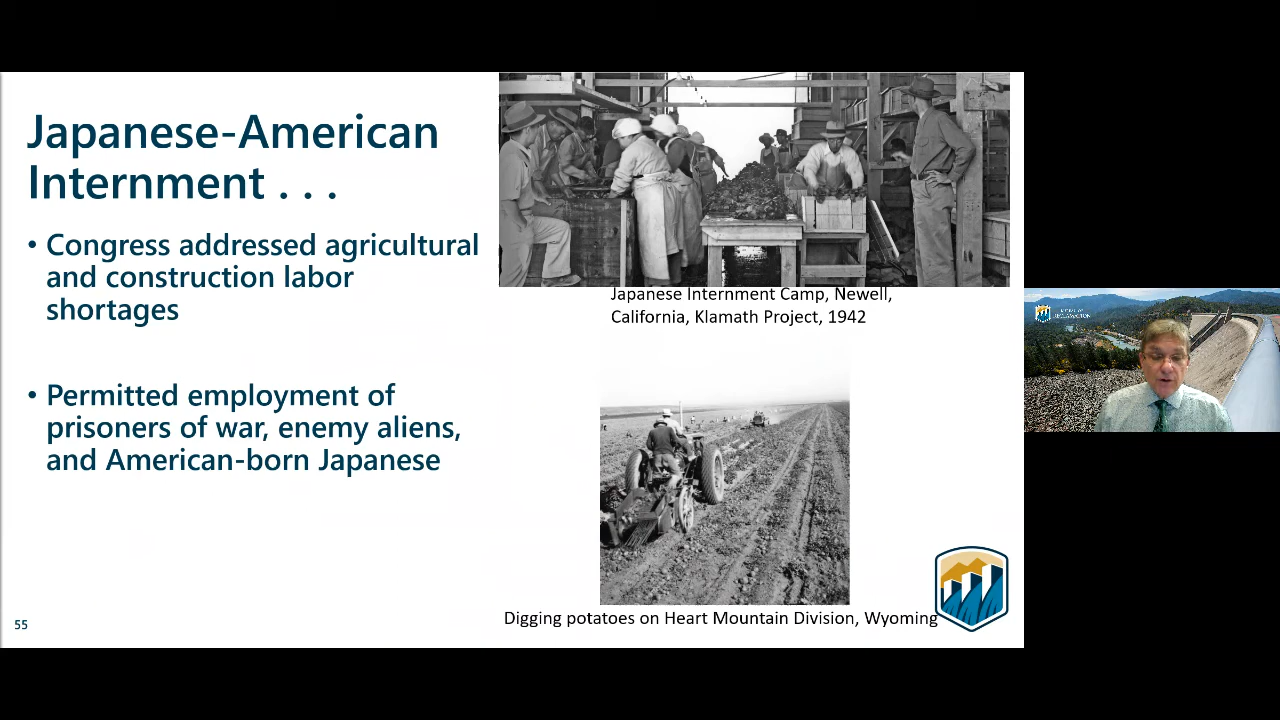 Japanese-American
Internment . . .
• Congress addressed agricultural
and construction labor
shortages
• Permitted employment of
prisoners of war, enemy aliens,
and American-born Japanese
Japanese Internment Camp, Newell,
California, Klamath Project, 1942
Digging potatoes on Heart Mountain Division, Wyoming
55
RECLAMATION